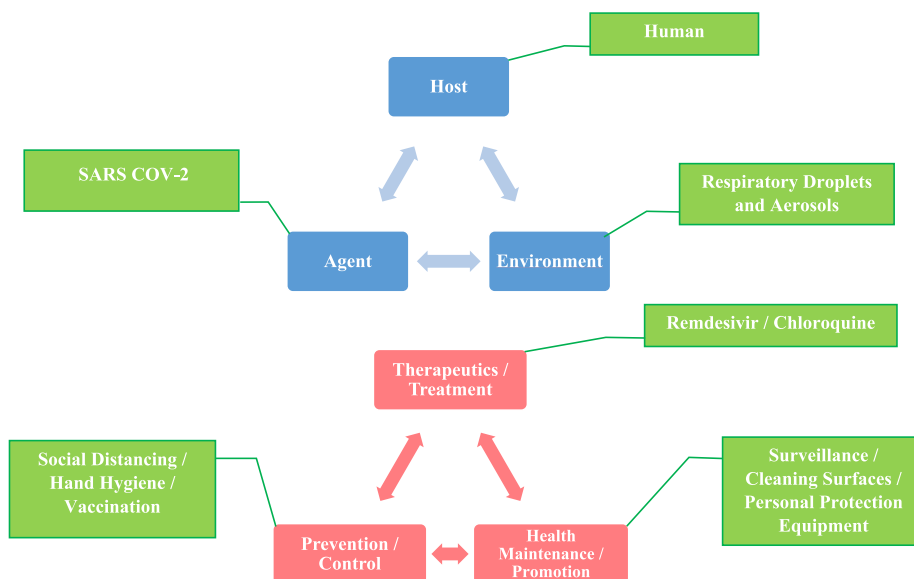 Human
Host
SARS COV-2
Respiratory Droplets
and Aerosols
Agent
Environment
Remdesivir / Chloroquine
Therapeutics /
Treatment
Social Distancing /
Hand Hygiene /
Vaccination
Surveillance /
Cleaning Surfaces /
Personal Protection
Equipment
Prevention /
Control
Health
Maintenance /
Promotion